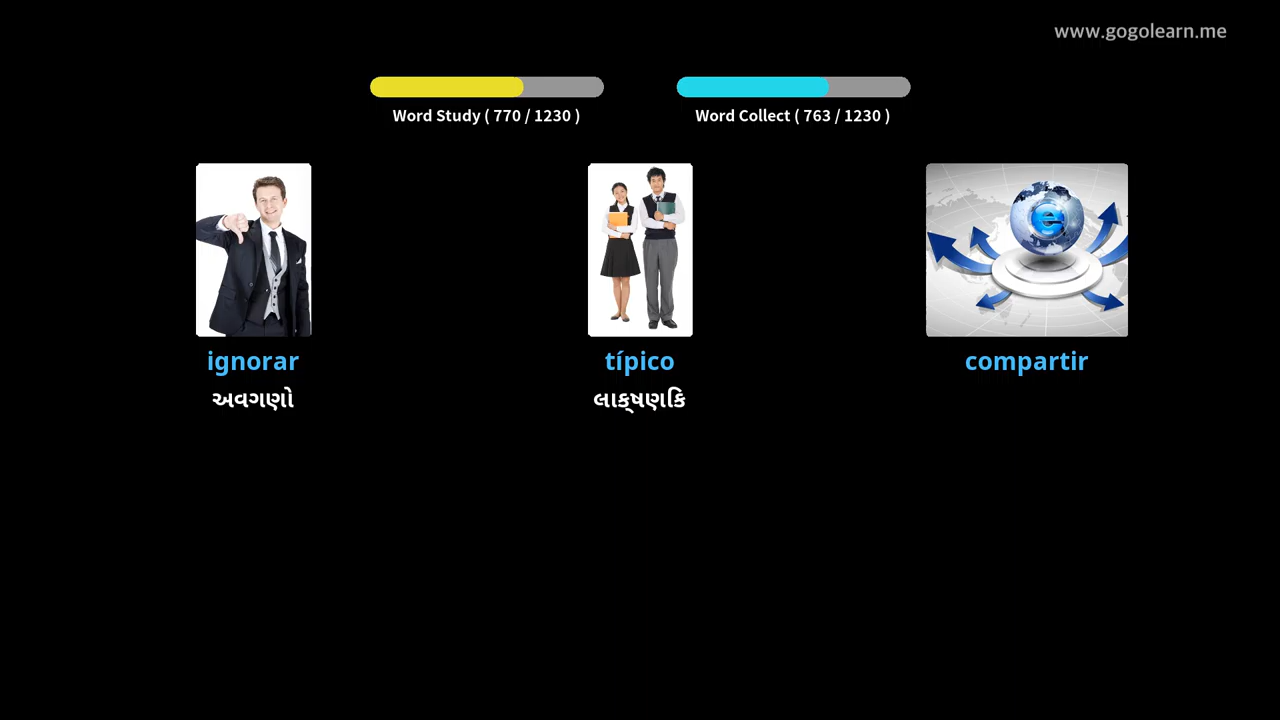 www.gogolearn.me
Word Study ( 770 / 1230 )
Word Collect ( 763 / 1230 )
ignorar
típico
compartir
અવગણો
લાક્ષણિક